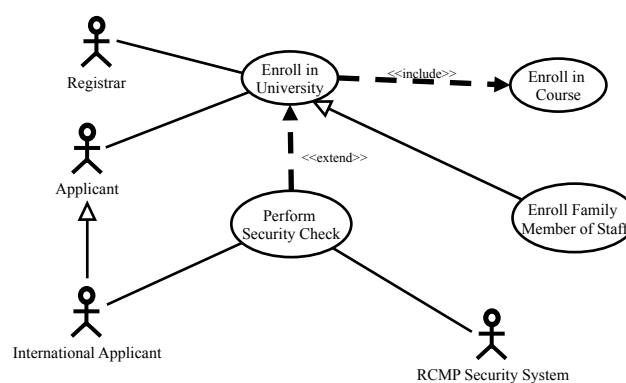 Enroll in
University
<<include>>
Enroll in
Course
Registrar
<<extend>>
Applicant
Perform
Security Check
Enroll Family
Member of Staff
International Applicant
RCMP Security System